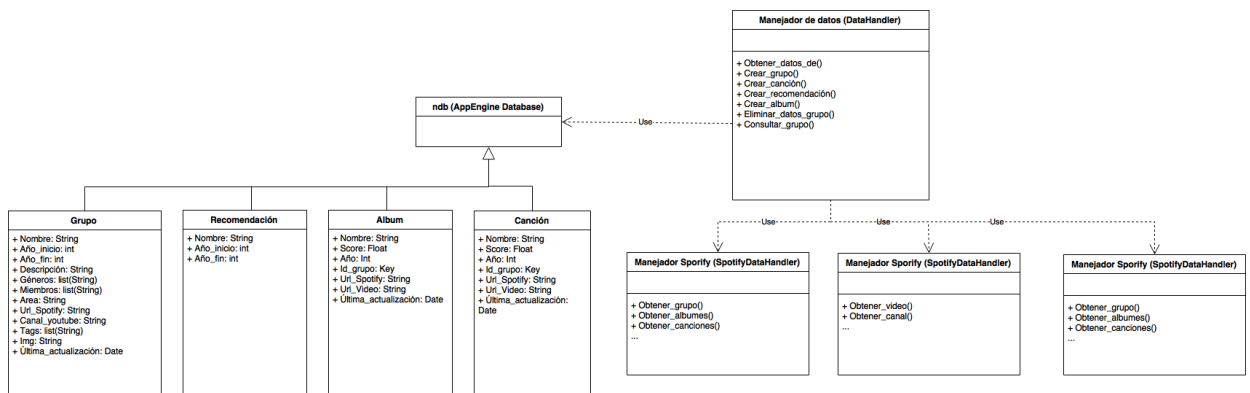 Manejador de datos (DataHandler)
+ Obtener_datos_de()
+ Crear_grupo()
+ Crear_canción()
+ Crear_recomendación()
+ Crear_album()
+ Eliminar_datos_grupo()
+ Consultar_grupo()
ndb (AppEngine Database)
Use
Grupo
+ Nombre: String
+ Año_inicio: int
+ Año_fin: int
+ Descripción: String
+ Géneros: list(String)
+ Miembros: list(String)
+ Area: String
+ Url_Spotify: String
+ Canal_youtube: String
+ Tags: list(String)
+ Img: String
+ Última_actualización: Date
Recomendación
+ Nombre: String
+ Año_inicio: int
+ Año_fin: int
Album
+ Nombre: String
+ Score: Float
+ Año: Int
+ Id_grupo: Key
+ Url_Spotify: String
+ Url_Video: String
+ Última_actualización: Date
Canción
+ Nombre: String
+ Score: Float
+ Año: Int
+ Id_grupo: Key
+ Url_Spotify: String
+ Url_Video: String
+ Última_actualización:
Date
Use
Use
Use
Manejador Sporify (SpotifyDataHandler)
+ Obtener_grupo()
+ Obtener_albumes()
+ Obtener_canciones()
...
Manejador Sporify (SpotifyDataHandler)
+ Obtener_video()
+ Obtener_canal()
...
Manejador Sporify (SpotifyDataHandler)
+ Obtener_grupo()
+ Obtener_albumes()
+ Obtener_canciones()
...